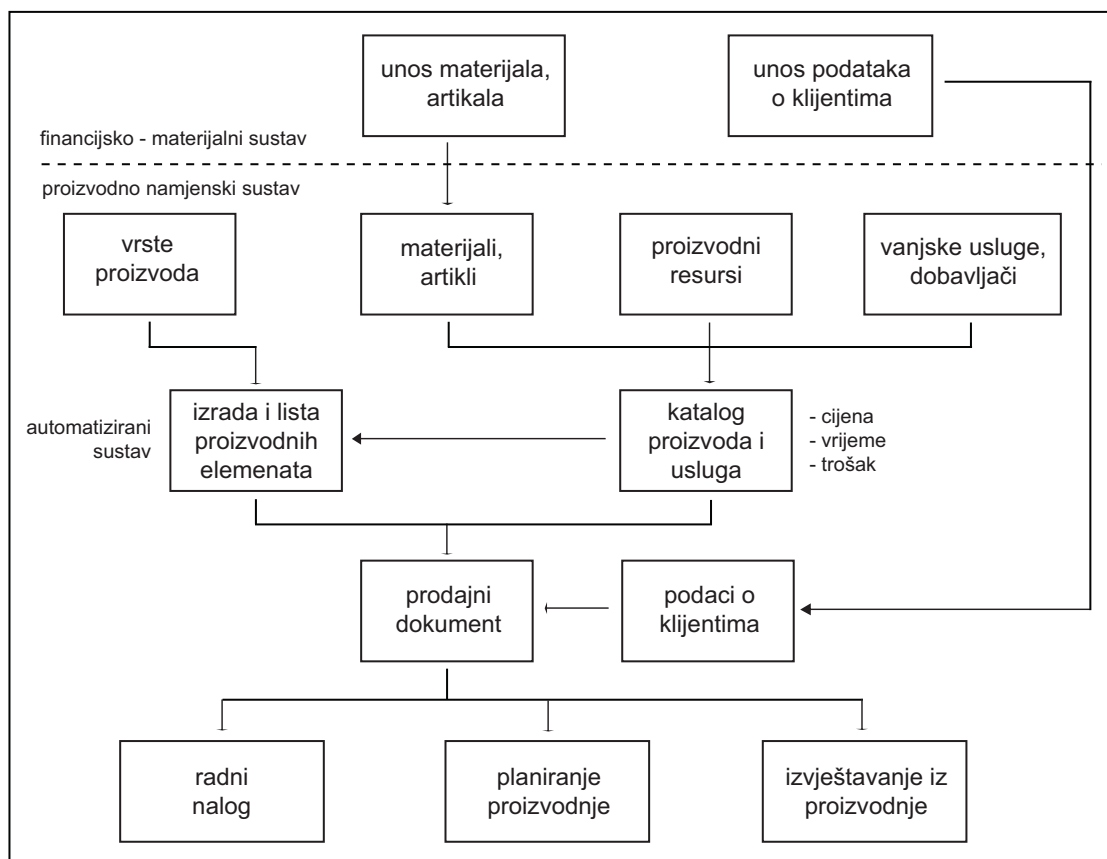 unos materijala,
artikala
unos podataka
o klijentima
financijsko - materijalni sustav
proizvodno namjenski sustav
vrste
proizvoda
materijali,
artikli
proizvodni
resursi
vanjske usluge,
dobavljači
automatizirani
sustav
izrada i lista
proizvodnih
elemenata
katalog
proizvoda i
usluga
- cijena
- vrijeme
- trošak
prodajni
dokument
podaci o
klijentima
radni
nalog
planiranje
proizvodnje
izvještavanje iz
proizvodnje